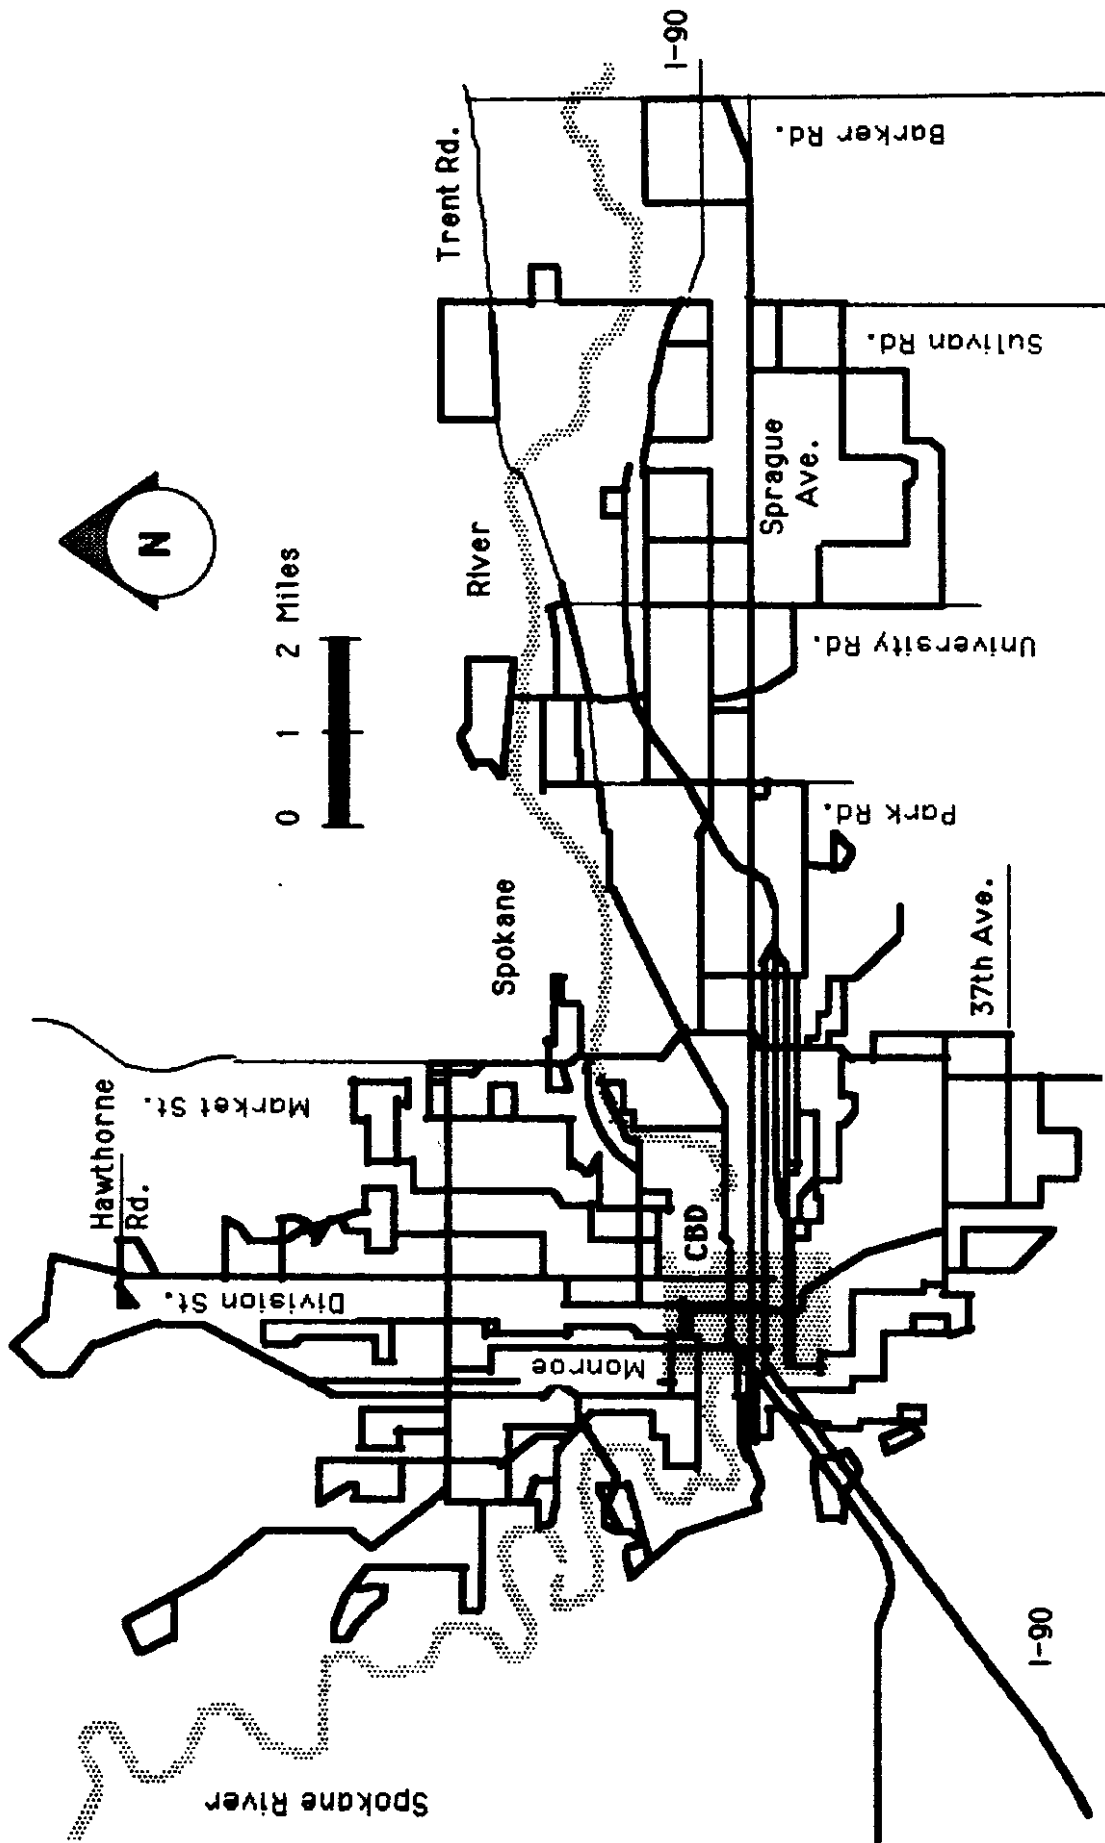 I-90
Barker Rd.
Trent Rd.
Sullivan Rd.
Sprague
Ave.
N
River
0 1 2 Miles
University Rd.
Park Rd.
Spokane
37th Ave.
Market St.
Hawthorne
Rd.
CBD
Division St.
Monroe
I-90
Spokane River